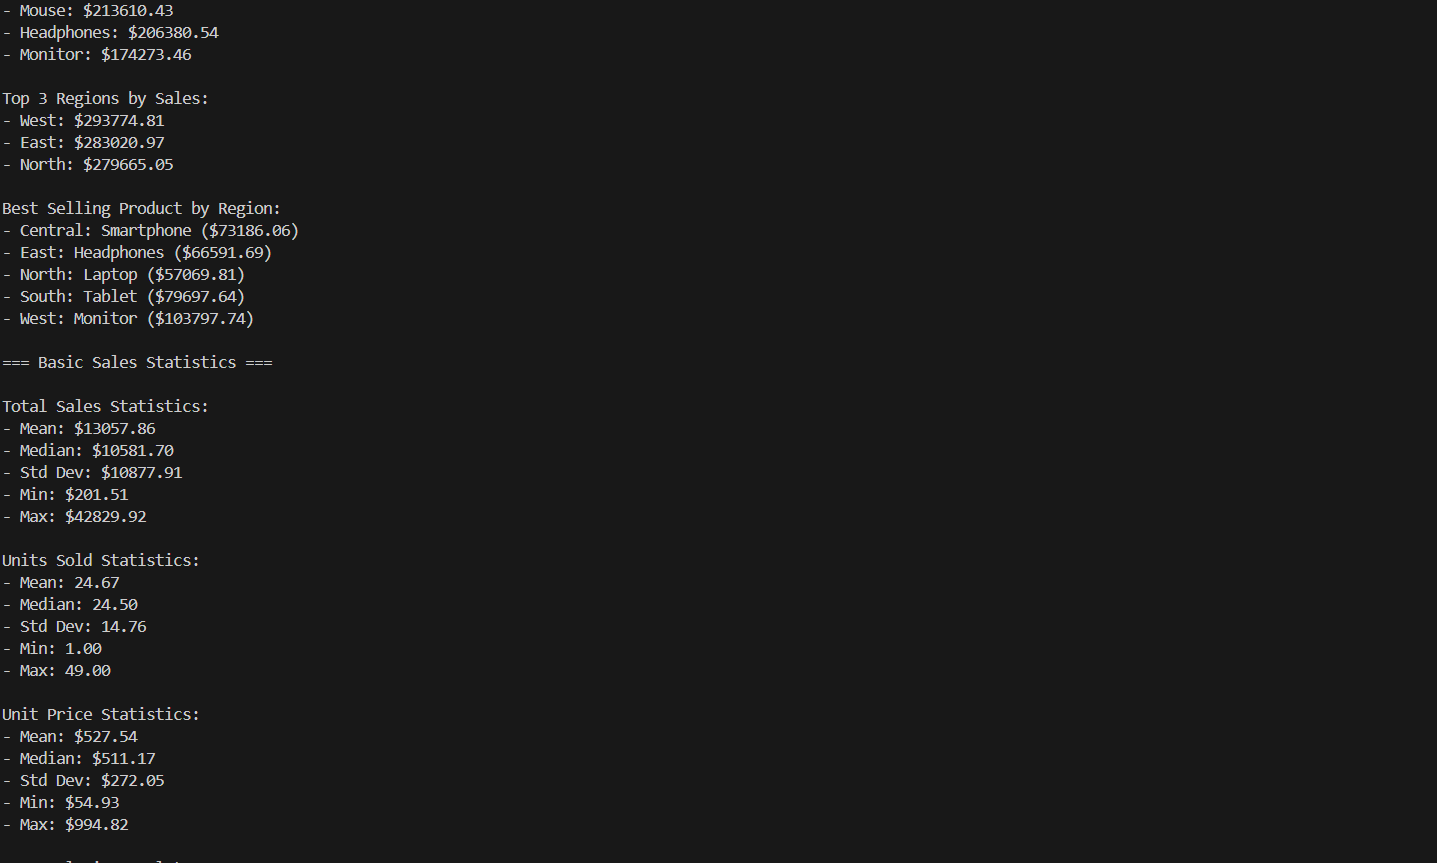 - Mouse: $213610.43
- Headphones: $206380.54
- Monitor: $174273.46
Top 3 Regions by Sales:
- West: $293774.81
- East: $283020.97
- North: $279665.05
Best Selling Product by Region:
- Central: Smartphone ($73186.06)
- East: Headphones ($66591.69)
- North: Laptop ($57069.81)
- South: Tablet ($79697.64)
- West: Monitor ($103797.74)
=== Basic Sales Statistics ===
Total Sales Statistics:
- Mean: $13057.86
- Median: $10581.70
- Std Dev: $10877.91
- Min: $201.51
- Max: $42829.92
Units Sold Statistics:
- Mean: 24.67
- Median: 24.50
- Std Dev: 14.76
- Min: 1.00
- Max: 49.00
Unit Price Statistics:
- Mean: $527.54
- Median: $511.17
- Std Dev: $272.05
- Min: $54.93
- Max: $994.82